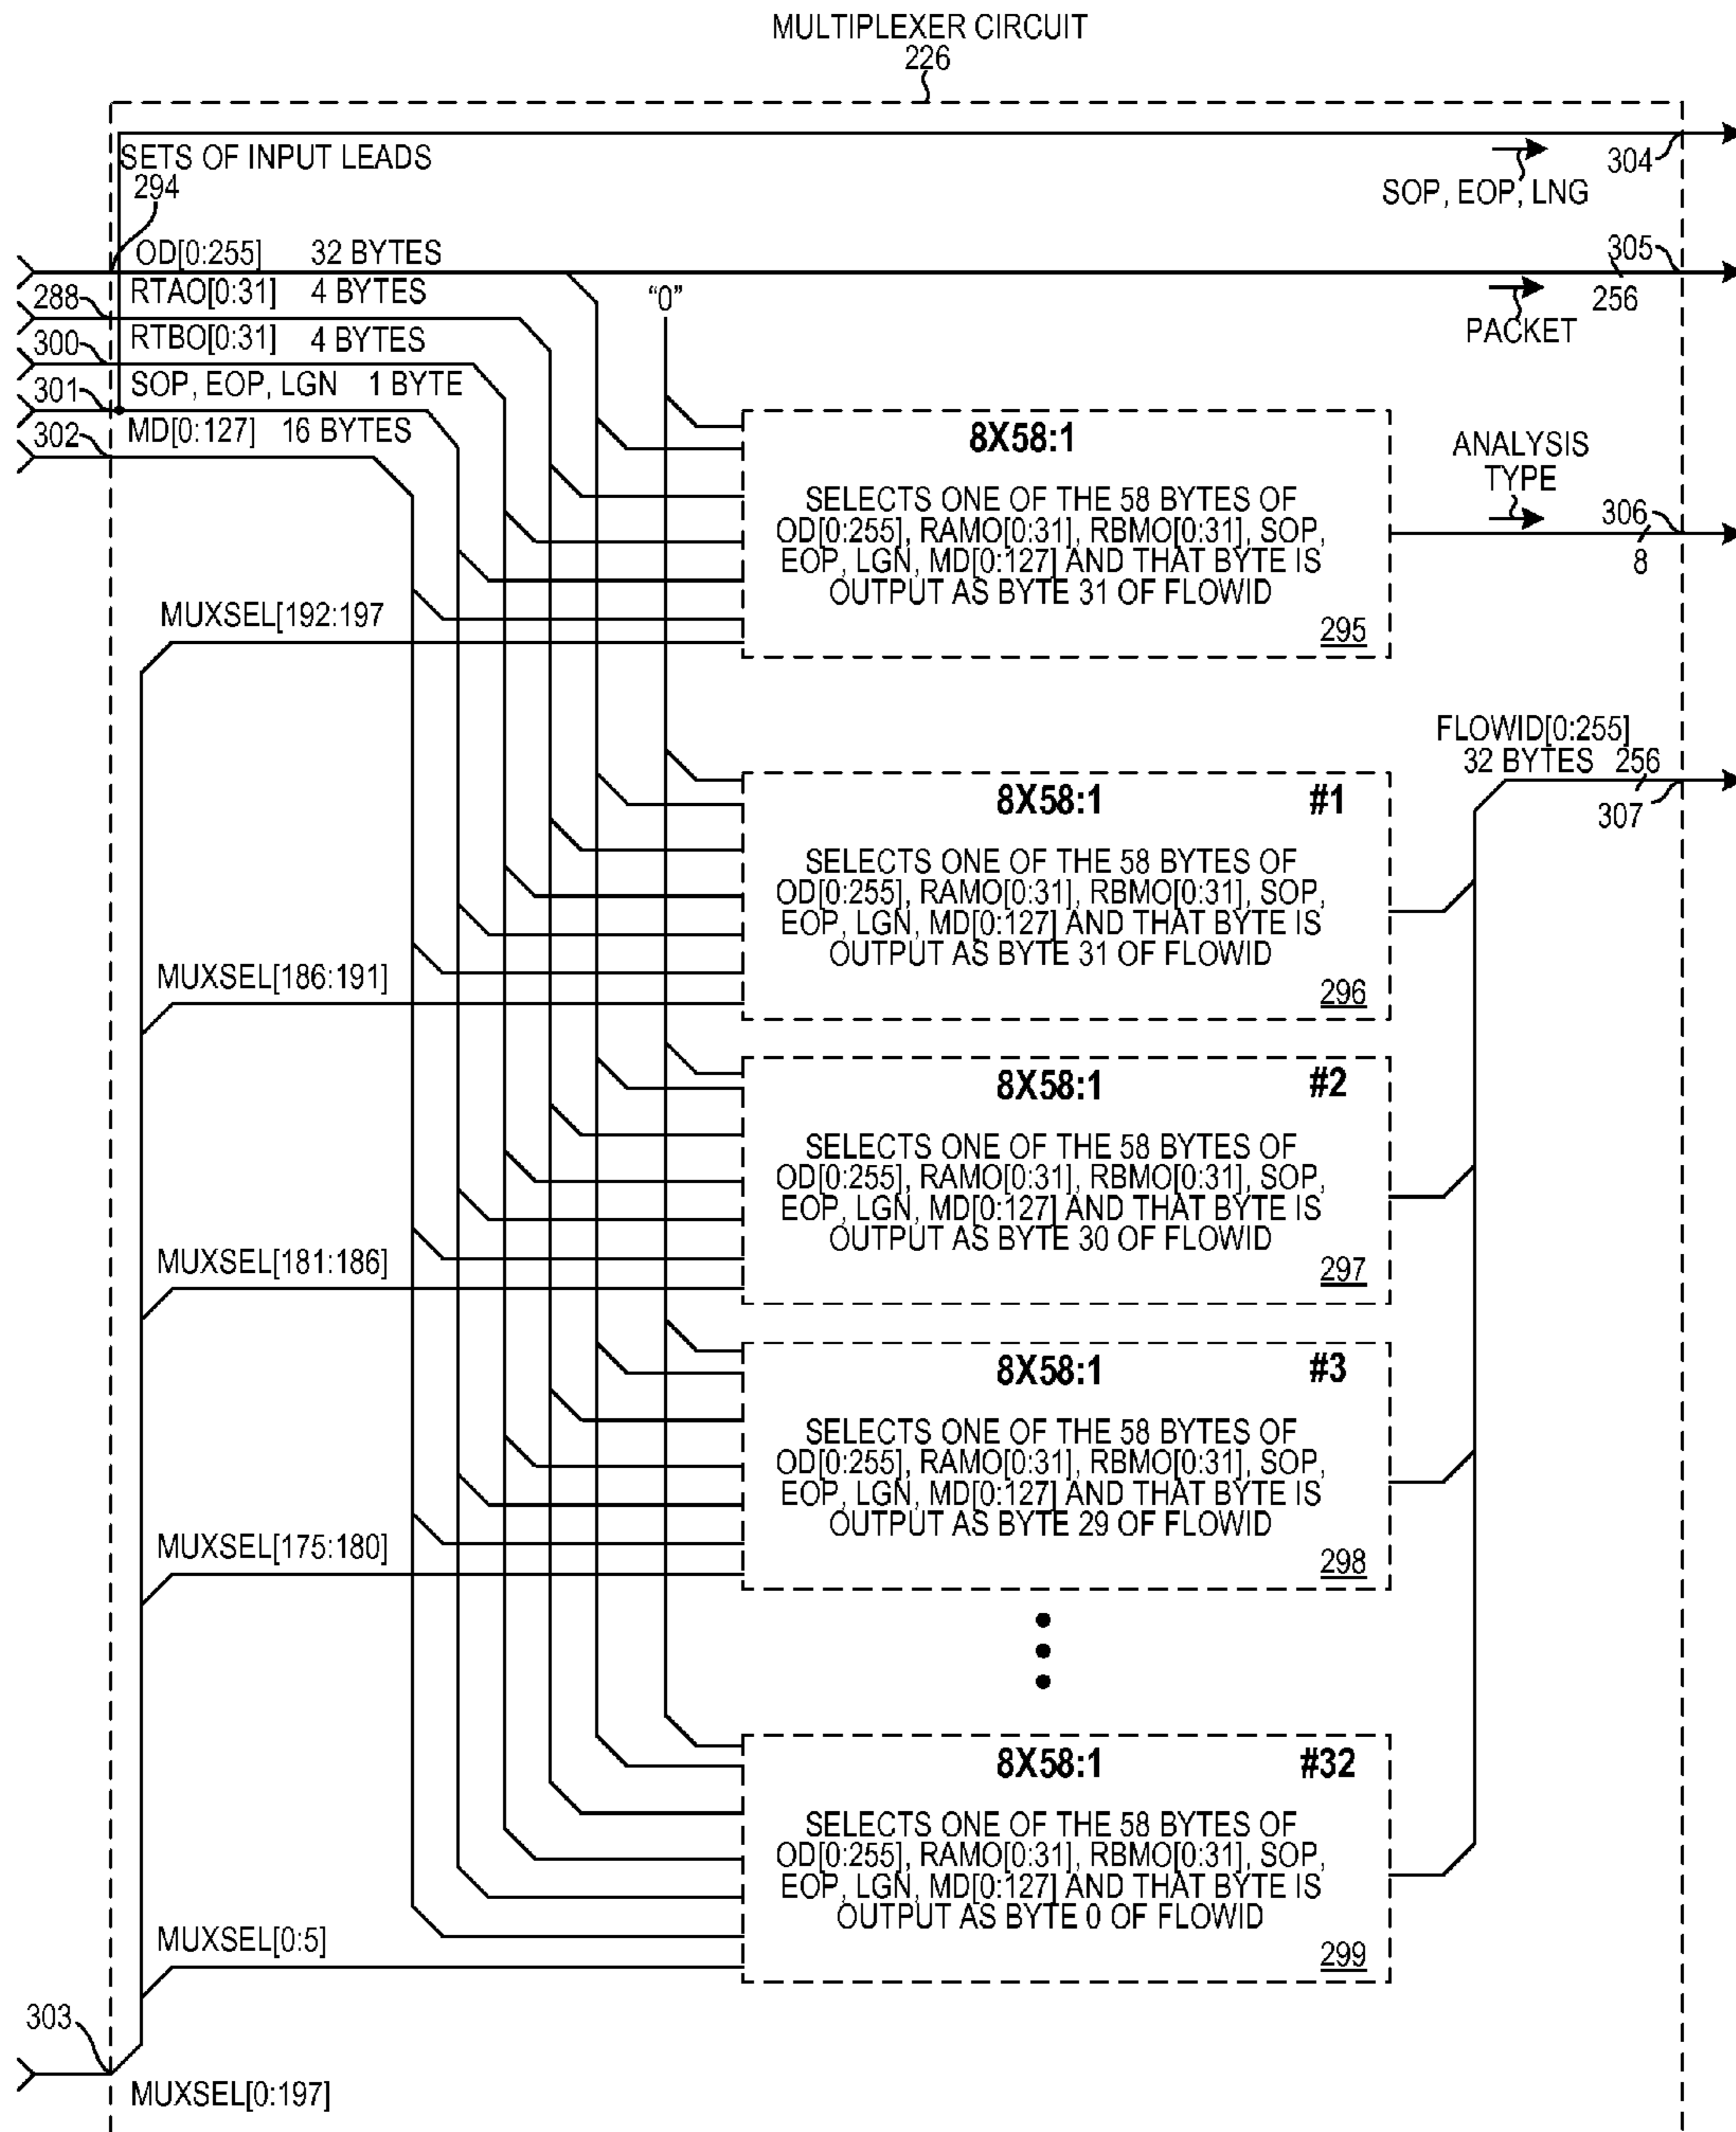 MULTIPLEXER CIRCUIT
226
SETS OF INPUT LEADS
294
304
SOP, EOP, LNG
OD[0:255] 32 BYTES
305
288
RTAO[0:31] 4 BYTES
"0"
256
PACKET
300
RTBO[0:31] 4 BYTES
301
SOP, EOP, LGN 1 BYTE
302
MD[0:127] 16 BYTES
8X58:1
SELECTS ONE OF THE 58 BYTES OF
OD[0:255], RAMO[0:31], RBMO[0:31], SOP,
EOP, LGN, MD[0:127] AND THAT BYTE IS
OUTPUT AS BYTE 31 OF FLOWID
295
ANALYSIS
TYPE
306
8
MUXSEL[192:197
FLOWID[0:255]
32 BYTES 256
307
8X58:1 #1
SELECTS ONE OF THE 58 BYTES OF
OD[0:255], RAMO[0:31], RBMO[0:31], SOP,
EOP, LGN, MD[0:127] AND THAT BYTE IS
OUTPUT AS BYTE 31 OF FLOWID
296
MUXSEL[186:191]
8X58:1 #2
SELECTS ONE OF THE 58 BYTES OF
OD[0:255], RAMO[0:31], RBMO[0:31], SOP,
EOP, LGN, MD[0:127] AND THAT BYTE IS
OUTPUT AS BYTE 30 OF FLOWID
297
MUXSEL[181:186]
8X58:1 #3
SELECTS ONE OF THE 58 BYTES OF
OD[0:255], RAMO[0:31], RBMO[0:31], SOP,
EOP, LGN, MD[0:127] AND THAT BYTE IS
OUTPUT AS BYTE 29 OF FLOWID
298
MUXSEL[175:180]
8X58:1 #32
SELECTS ONE OF THE 58 BYTES OF
OD[0:255], RAMO[0:31], RBMO[0:31], SOP,
EOP, LGN, MD[0:127] AND THAT BYTE IS
OUTPUT AS BYTE 0 OF FLOWID
299
MUXSEL[0:5]
303
MUXSEL[0:197]